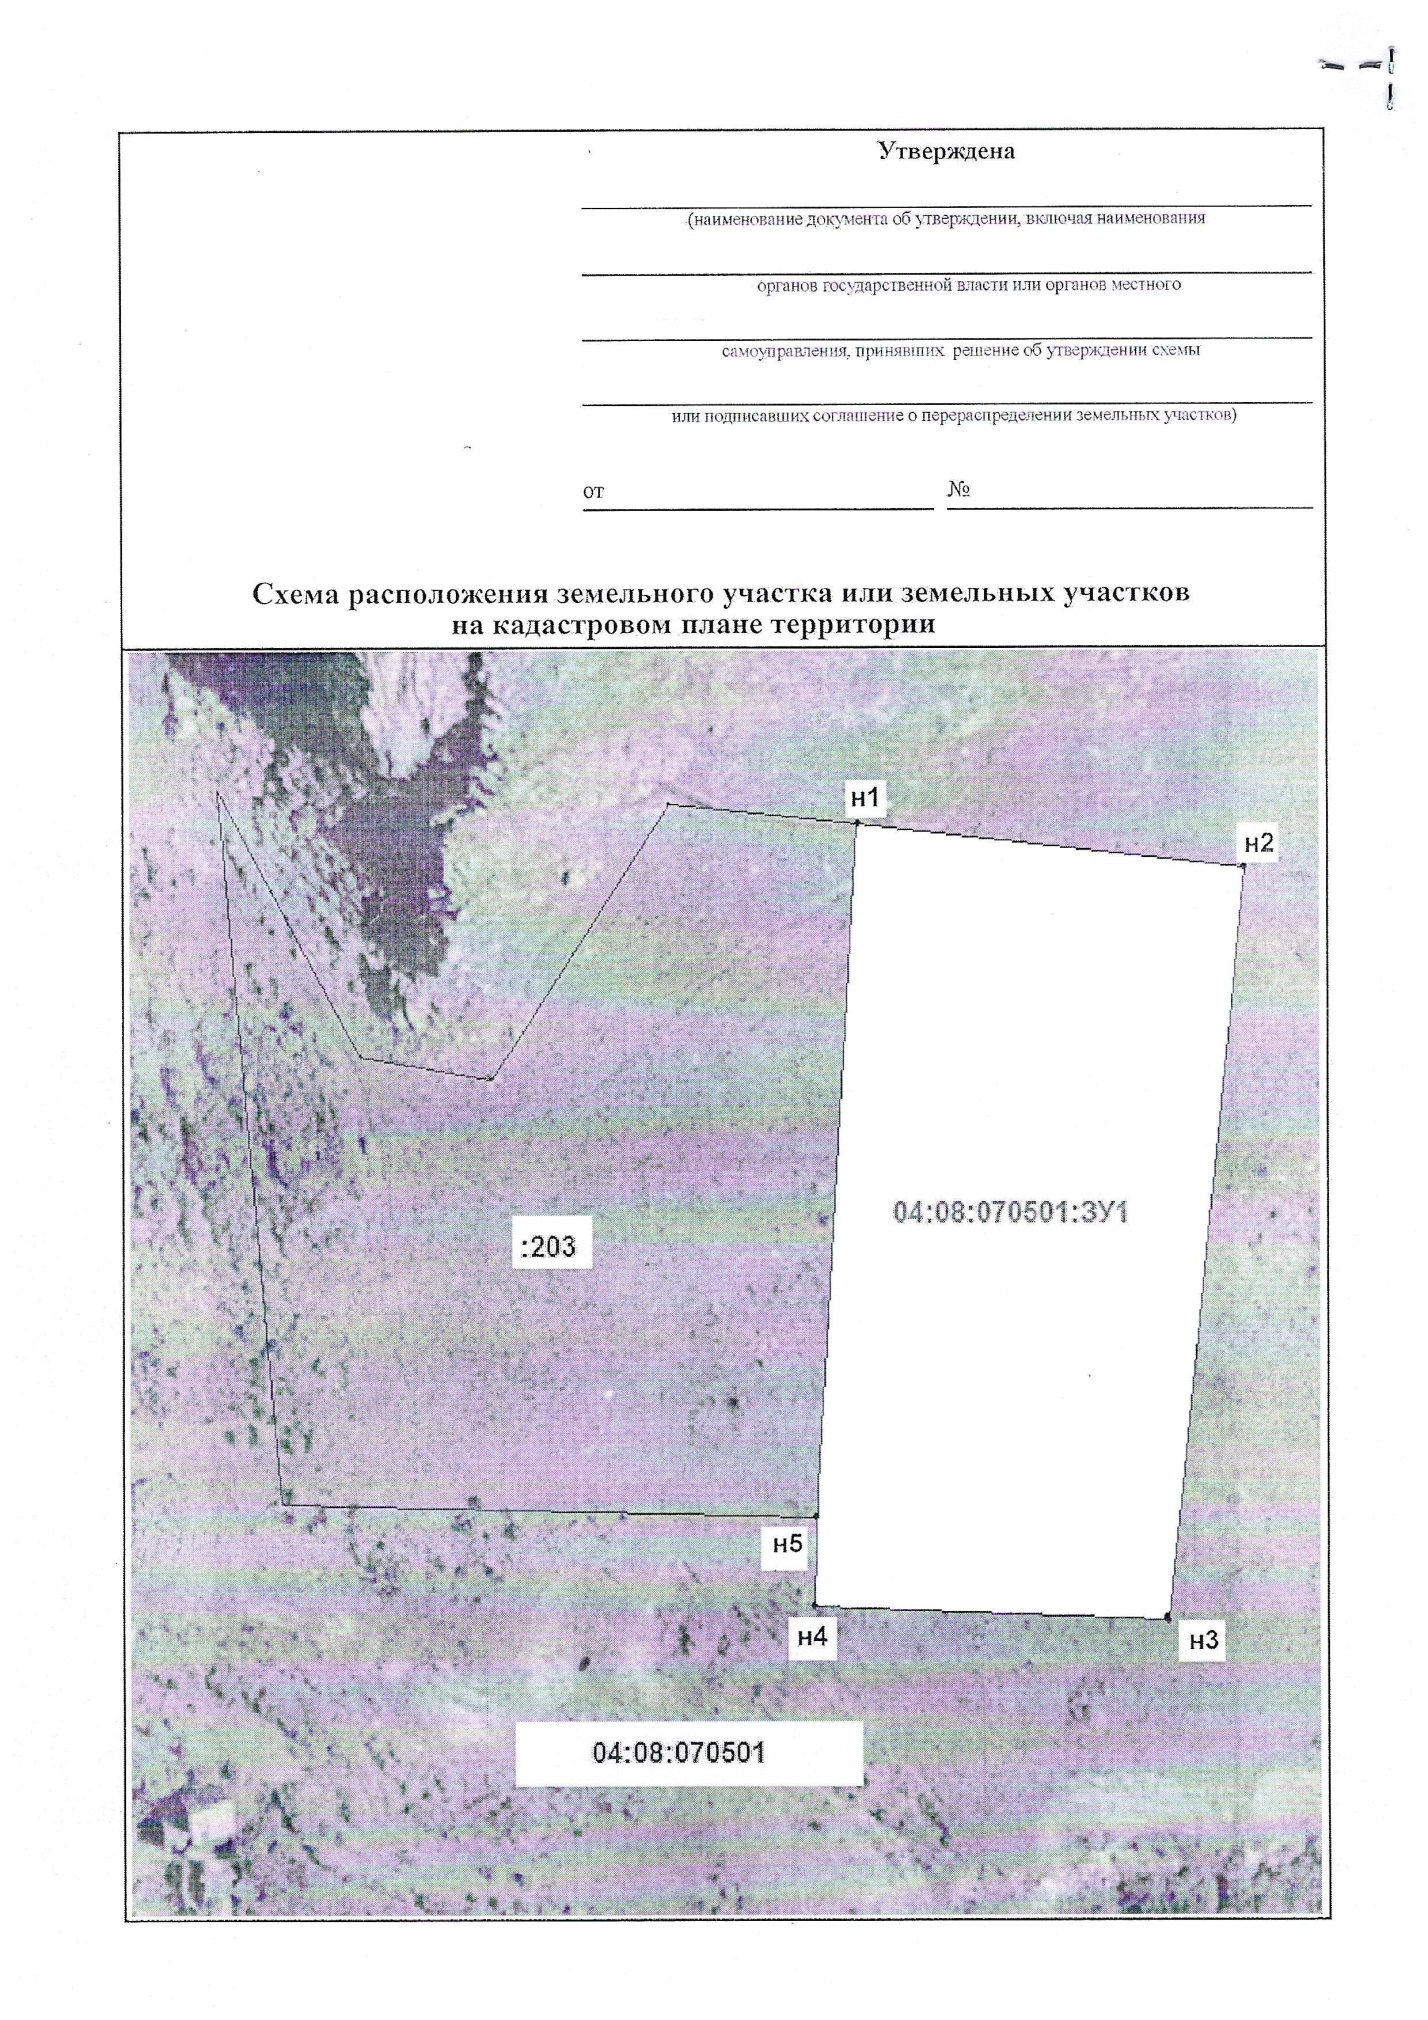 Утверждена
(наименование документа об утверждении, включая наименования
органов государственной власти или органов местного
самоуправления, принявших решение об утверждении схемы
или подписавших соглашение о перераспределении земельных участков)
от №
Схема расположения земельного участка или земельных участков
на кадастровом плане территории
н1
н2
04:08:070501:ЗУ1
:203
н5
н4
н3
04:08:070501